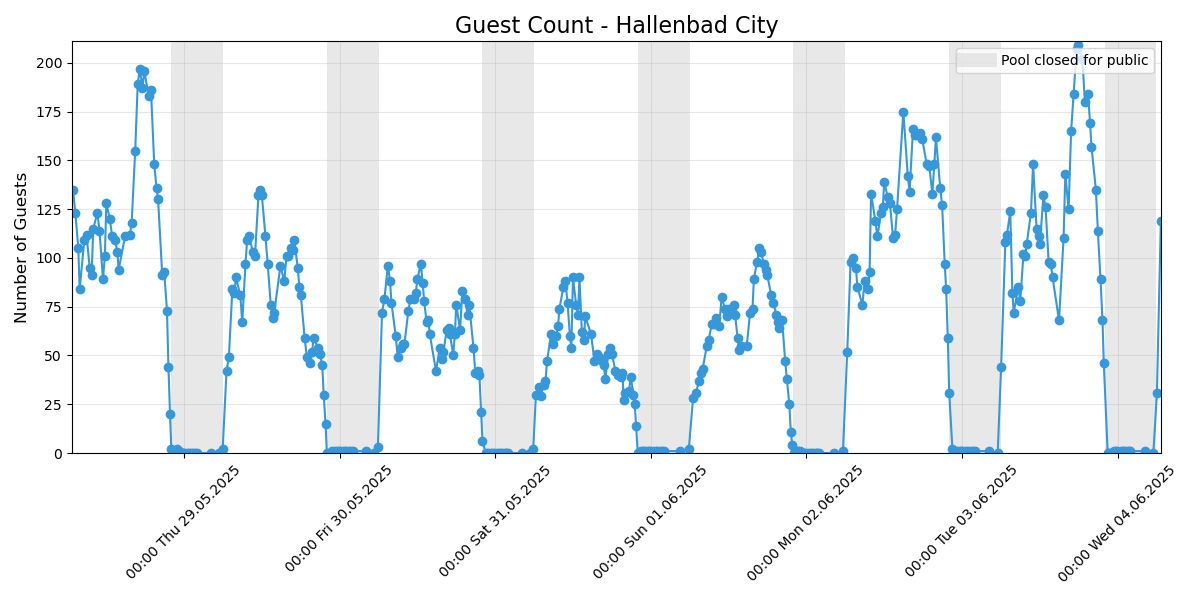 Guest Count - Hallenbad City
Pool closed for public
Number of Guests
200
175
150
125
100
75
50
25
0
00:00 Thu 29.05.2025
00:00 Fri 30.05.2025
00:00 Sat 31.05.2025
00:00 Sun 01.06.2025
00:00 Mon 02.06.2025
00:00 Tue 03.06.2025
00:00 Wed 04.06.2025